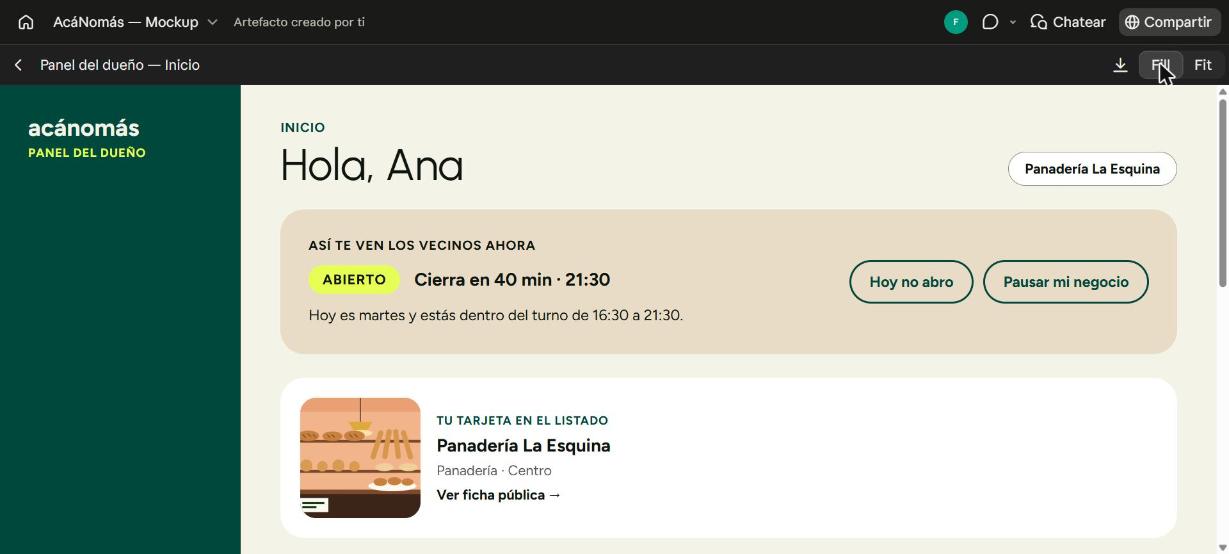 AcáNomás — Mockup
Artefacto creado por ti
F
Chatear
Compartir
Panel del dueño — Inicio
Fill
Fit
acánomás
PANEL DEL DUEÑO
INICIO
Hola, Ana
Panadería La Esquina
ASÍ TE VEN LOS VECINOS AHORA
ABIERTO
Cierra en 40 min · 21:30
Hoy no abro
Pausar mi negocio
Hoy es martes y estás dentro del turno de 16:30 a 21:30.
TU TARJETA EN EL LISTADO
Panadería La Esquina
Panadería · Centro
Ver ficha pública →